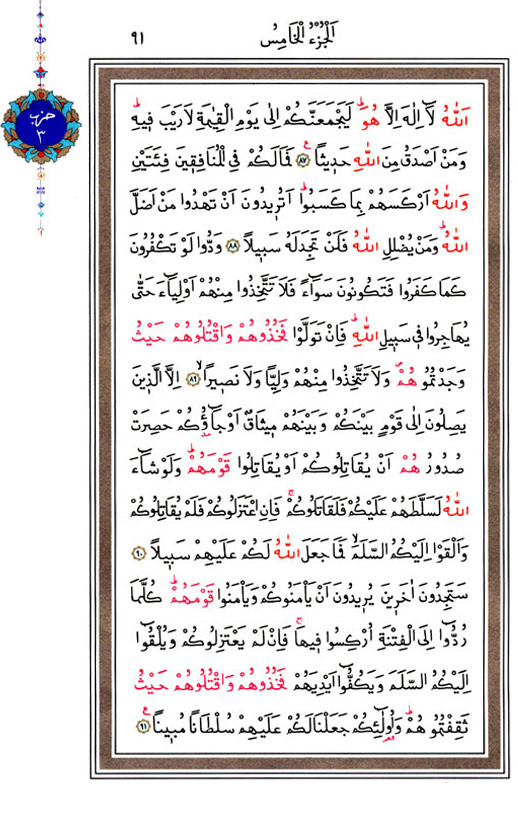 اَلْجُزْءُ الْخَامِسُ ٩١
حزب
٣
اَللّٰهُ لَٓا اِلٰهَ اِلَّا هُوَۜ لَيَجْمَعَنَّكُمْ اِلٰى يَوْمِ الْقِيٰمَةِ لَا رَيْبَ ف۪يهِۜ
وَمَنْ اَصْدَقُ مِنَ اللّٰهِ حَد۪يثًا۟ ﴿٨٧﴾ فَمَا لَكُمْ فِي الْمُنَافِق۪ينَ فِئَتَيْنِ
وَاللّٰهُ اَرْكَسَهُمْ بِمَا كَسَبُواۜ اَتُر۪يدُونَ اَنْ تَهْدُوا مَنْ اَضَلَّ
اللّٰهُۜ وَمَنْ يُضْلِلِ اللّٰهُ فَلَنْ تَجِدَ لَهُ سَب۪يلًا ﴿٨٨﴾ وَدُّوا لَوْ تَكْفُرُونَ
كَمَا كَفَرُوا فَتَكُونُونَ سَوَٓاءً فَلَا تَتَّخِذُوا مِنْهُمْ اَوْلِيَٓاءَ حَتّٰى
يُهَاجِرُوا ف۪ي سَب۪يلِ اللّٰهِۜ فَاِنْ تَوَلَّوْا فَخُذُوهُمْ وَاقْتُلُوهُمْ حَيْثُ
وَجَدْتُمُوهُمْۖ وَلَا تَتَّخِذُوا مِنْهُمْ وَلِيًّا وَلَا نَص۪يرًاۙ ﴿٨٩﴾ اِلَّا الَّذ۪ينَ
يَصِلُونَ اِلٰى قَوْمٍ بَيْنَكُمْ وَبَيْنَهُمْ م۪يثَاقٌ اَوْ جَٓاؤُ۫كُمْ حَصِرَتْ
صُدُورُهُمْ اَنْ يُقَاتِلُوكُمْ اَوْ يُقَاتِلُوا قَوْمَهُمْۜ وَلَوْ شَٓاءَ
اللّٰهُ لَسَلَّطَهُمْ عَلَيْكُمْ فَلَقَاتَلُوكُمْۚ فَاِنِ اعْتَزَلُوكُمْ فَلَمْ يُقَاتِلُوكُمْ
وَاَلْقَوْا اِلَيْكُمُ السَّلَمَۙ فَمَا جَعَلَ اللّٰهُ لَكُمْ عَلَيْهِمْ سَب۪يلًا ﴿٩٠﴾
سَتَجِدُونَ اٰخَر۪ينَ يُر۪يدُونَ اَنْ يَأْمَنُوكُمْ وَيَأْمَنُوا قَوْمَهُمْۜ كُلَّمَا
رُدُّٓوا اِلَى الْفِتْنَةِ اُرْكِسُوا ف۪يهَاۚ فَاِنْ لَمْ يَعْتَزِلُوكُمْ وَيُلْقُٓوا
اِلَيْكُمُ السَّلَمَ وَيَكُفُّٓوا اَيْدِيَهُمْ فَخُذُوهُمْ وَاقْتُلُوهُمْ حَيْثُ
ثَقِفْتُمُوهُمْۜ وَاُو۬لٰٓئِكُمْ جَعَلْنَا لَكُمْ عَلَيْهِمْ سُلْطَانًا مُب۪ينًا۟ ﴿٩١﴾